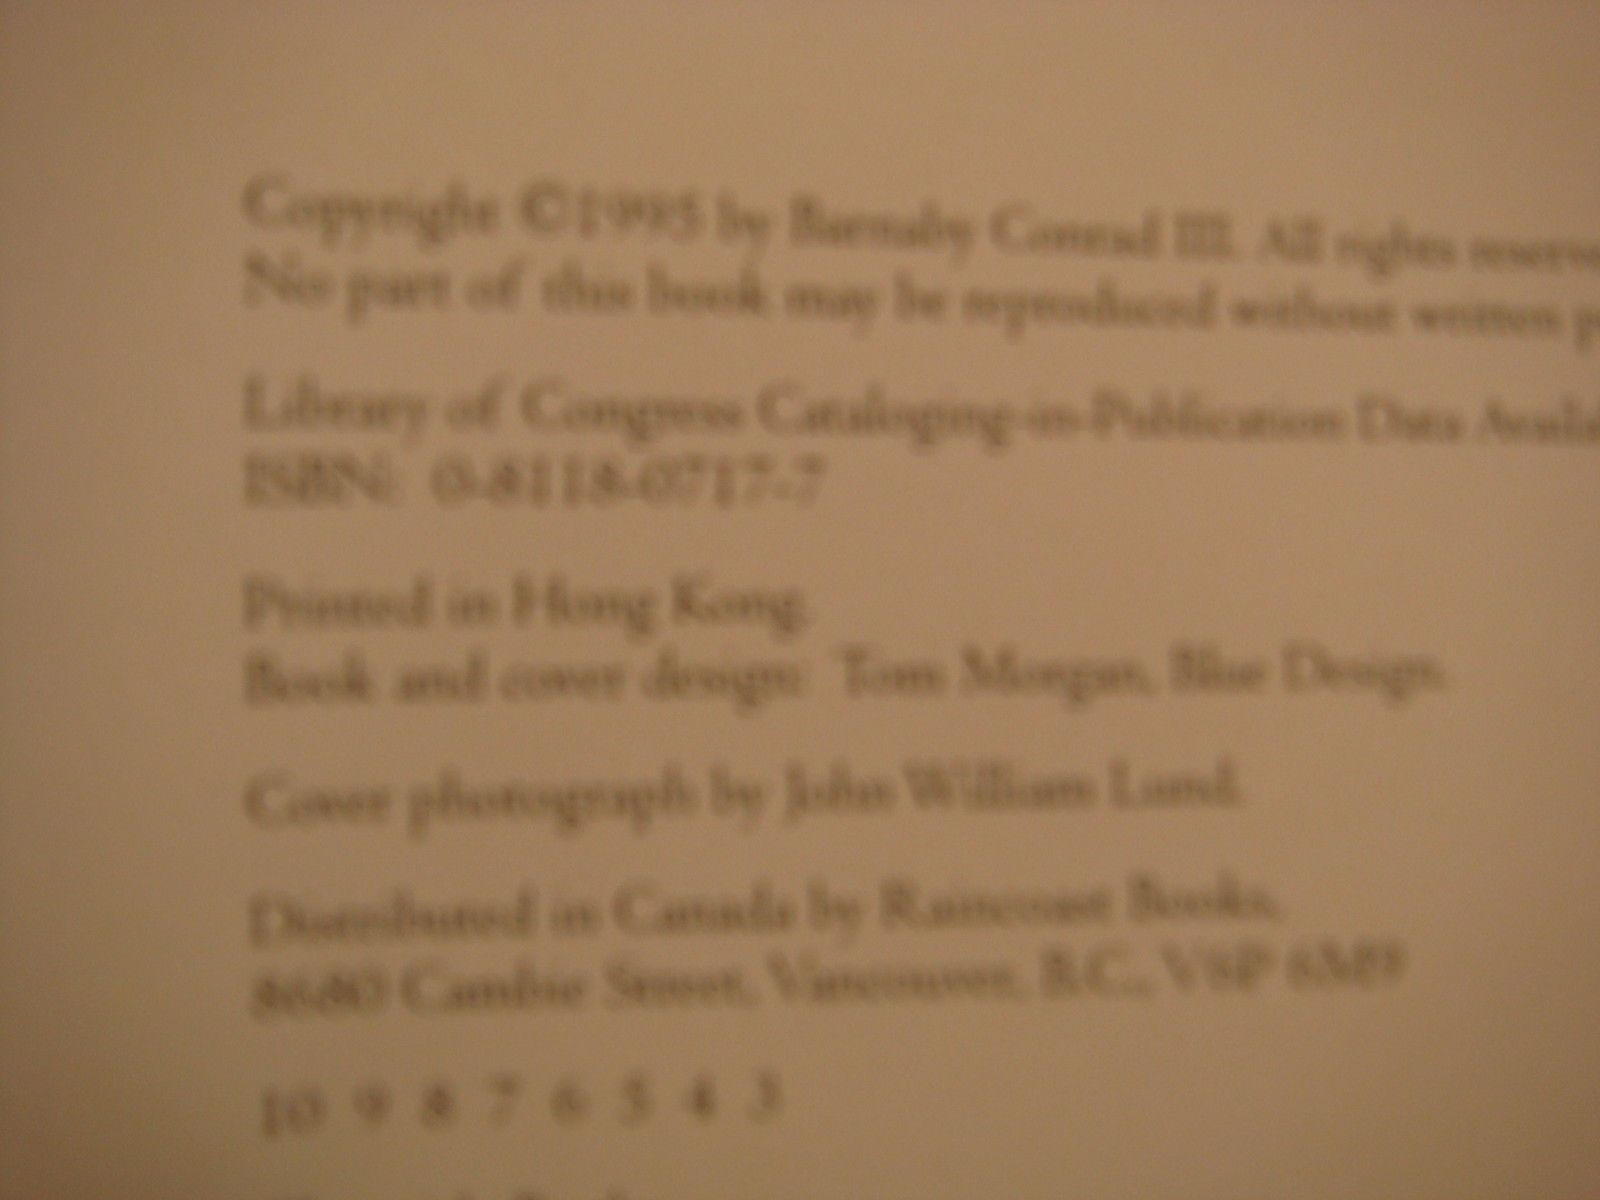 Copyright ©1995 by Barnaby Conrad III. All rights
No part of this book may be reproduced without written
Library of Congress Cataloging-in-Publication Data
ISBN: 0-8118-0717-7
Printed in Hong Kong.
Book and cover design: Tom Morgan, Blue Design.
Cover photograph by John William Lund.
Distributed in Canada by Raincoast Books,
8680 Cambie Street, Vancouver, B.C., V6P 6M9
10 9 8 7 6 5 4 3